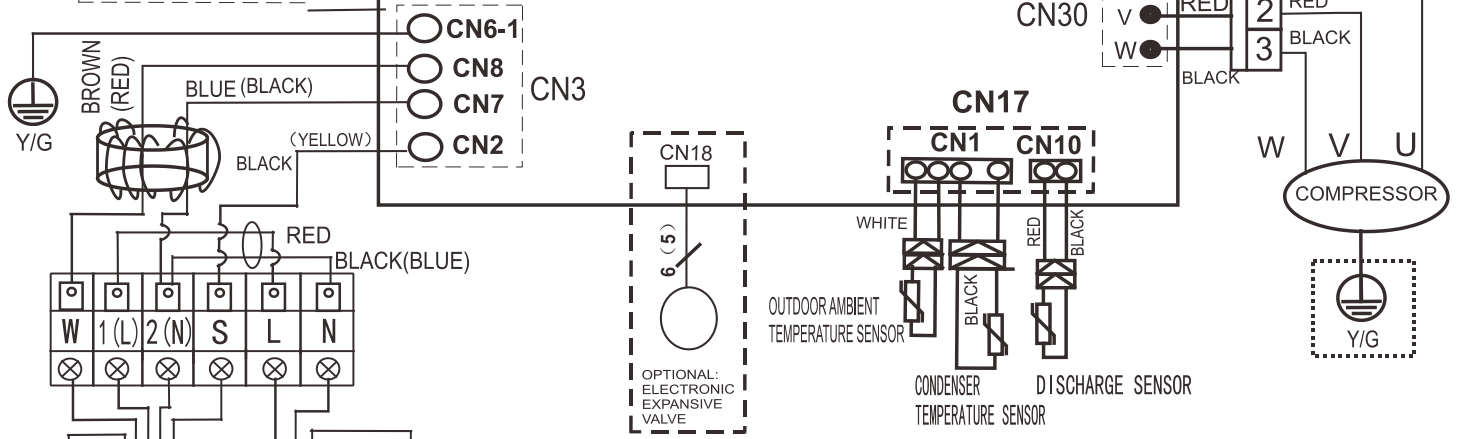 CN6-1
CN8
CN7
CN2
CN3
BROWN
(RED)
BLUE (BLACK)
(YELLOW)
BLACK
Y/G
RED
BLACK(BLUE)
W 1(L) 2(N) S L N
CN18
6 (5)
OPTIONAL:
ELECTRONIC
EXPANSIVE
VALVE
CN17
CN1 CN10
WHITE
RED
BLACK
BLACK
OUTDOOR AMBIENT
TEMPERATURE SENSOR
CONDENSER
TEMPERATURE SENSOR
DISCHARGE SENSOR
CN30
V
W
RED
BLACK
2
3
RED
BLACK
W V U
COMPRESSOR
Y/G